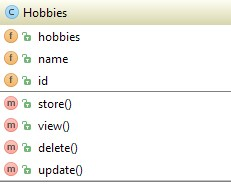 C Hobbies
f hobbies
f name
f id
m store()
m view()
m delete()
m update()